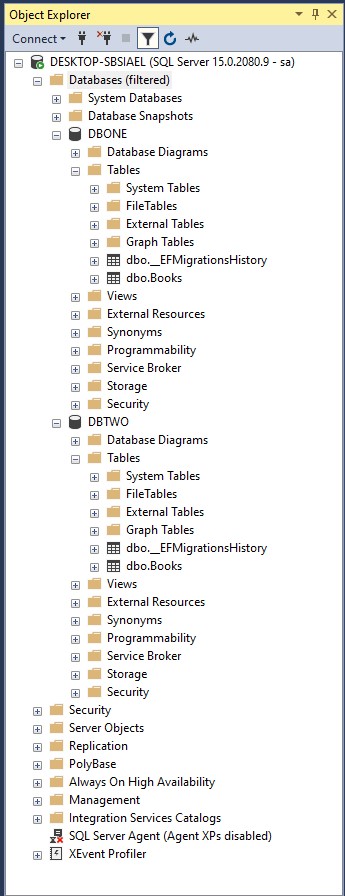 Object Explorer
Connect
DESKTOP-SBSIAEL (SQL Server 15.0.2080.9 - sa)
Databases (filtered)
System Databases
Database Snapshots
DBONE
Database Diagrams
Tables
System Tables
FileTables
External Tables
Graph Tables
dbo.__EFMigrationsHistory
dbo.Books
Views
External Resources
Synonyms
Programmability
Service Broker
Storage
Security
DBTWO
Database Diagrams
Tables
System Tables
FileTables
External Tables
Graph Tables
dbo.__EFMigrationsHistory
dbo.Books
Views
External Resources
Synonyms
Programmability
Service Broker
Storage
Security
Security
Server Objects
Replication
PolyBase
Always On High Availability
Management
Integration Services Catalogs
SQL Server Agent (Agent XPs disabled)
XEvent Profiler